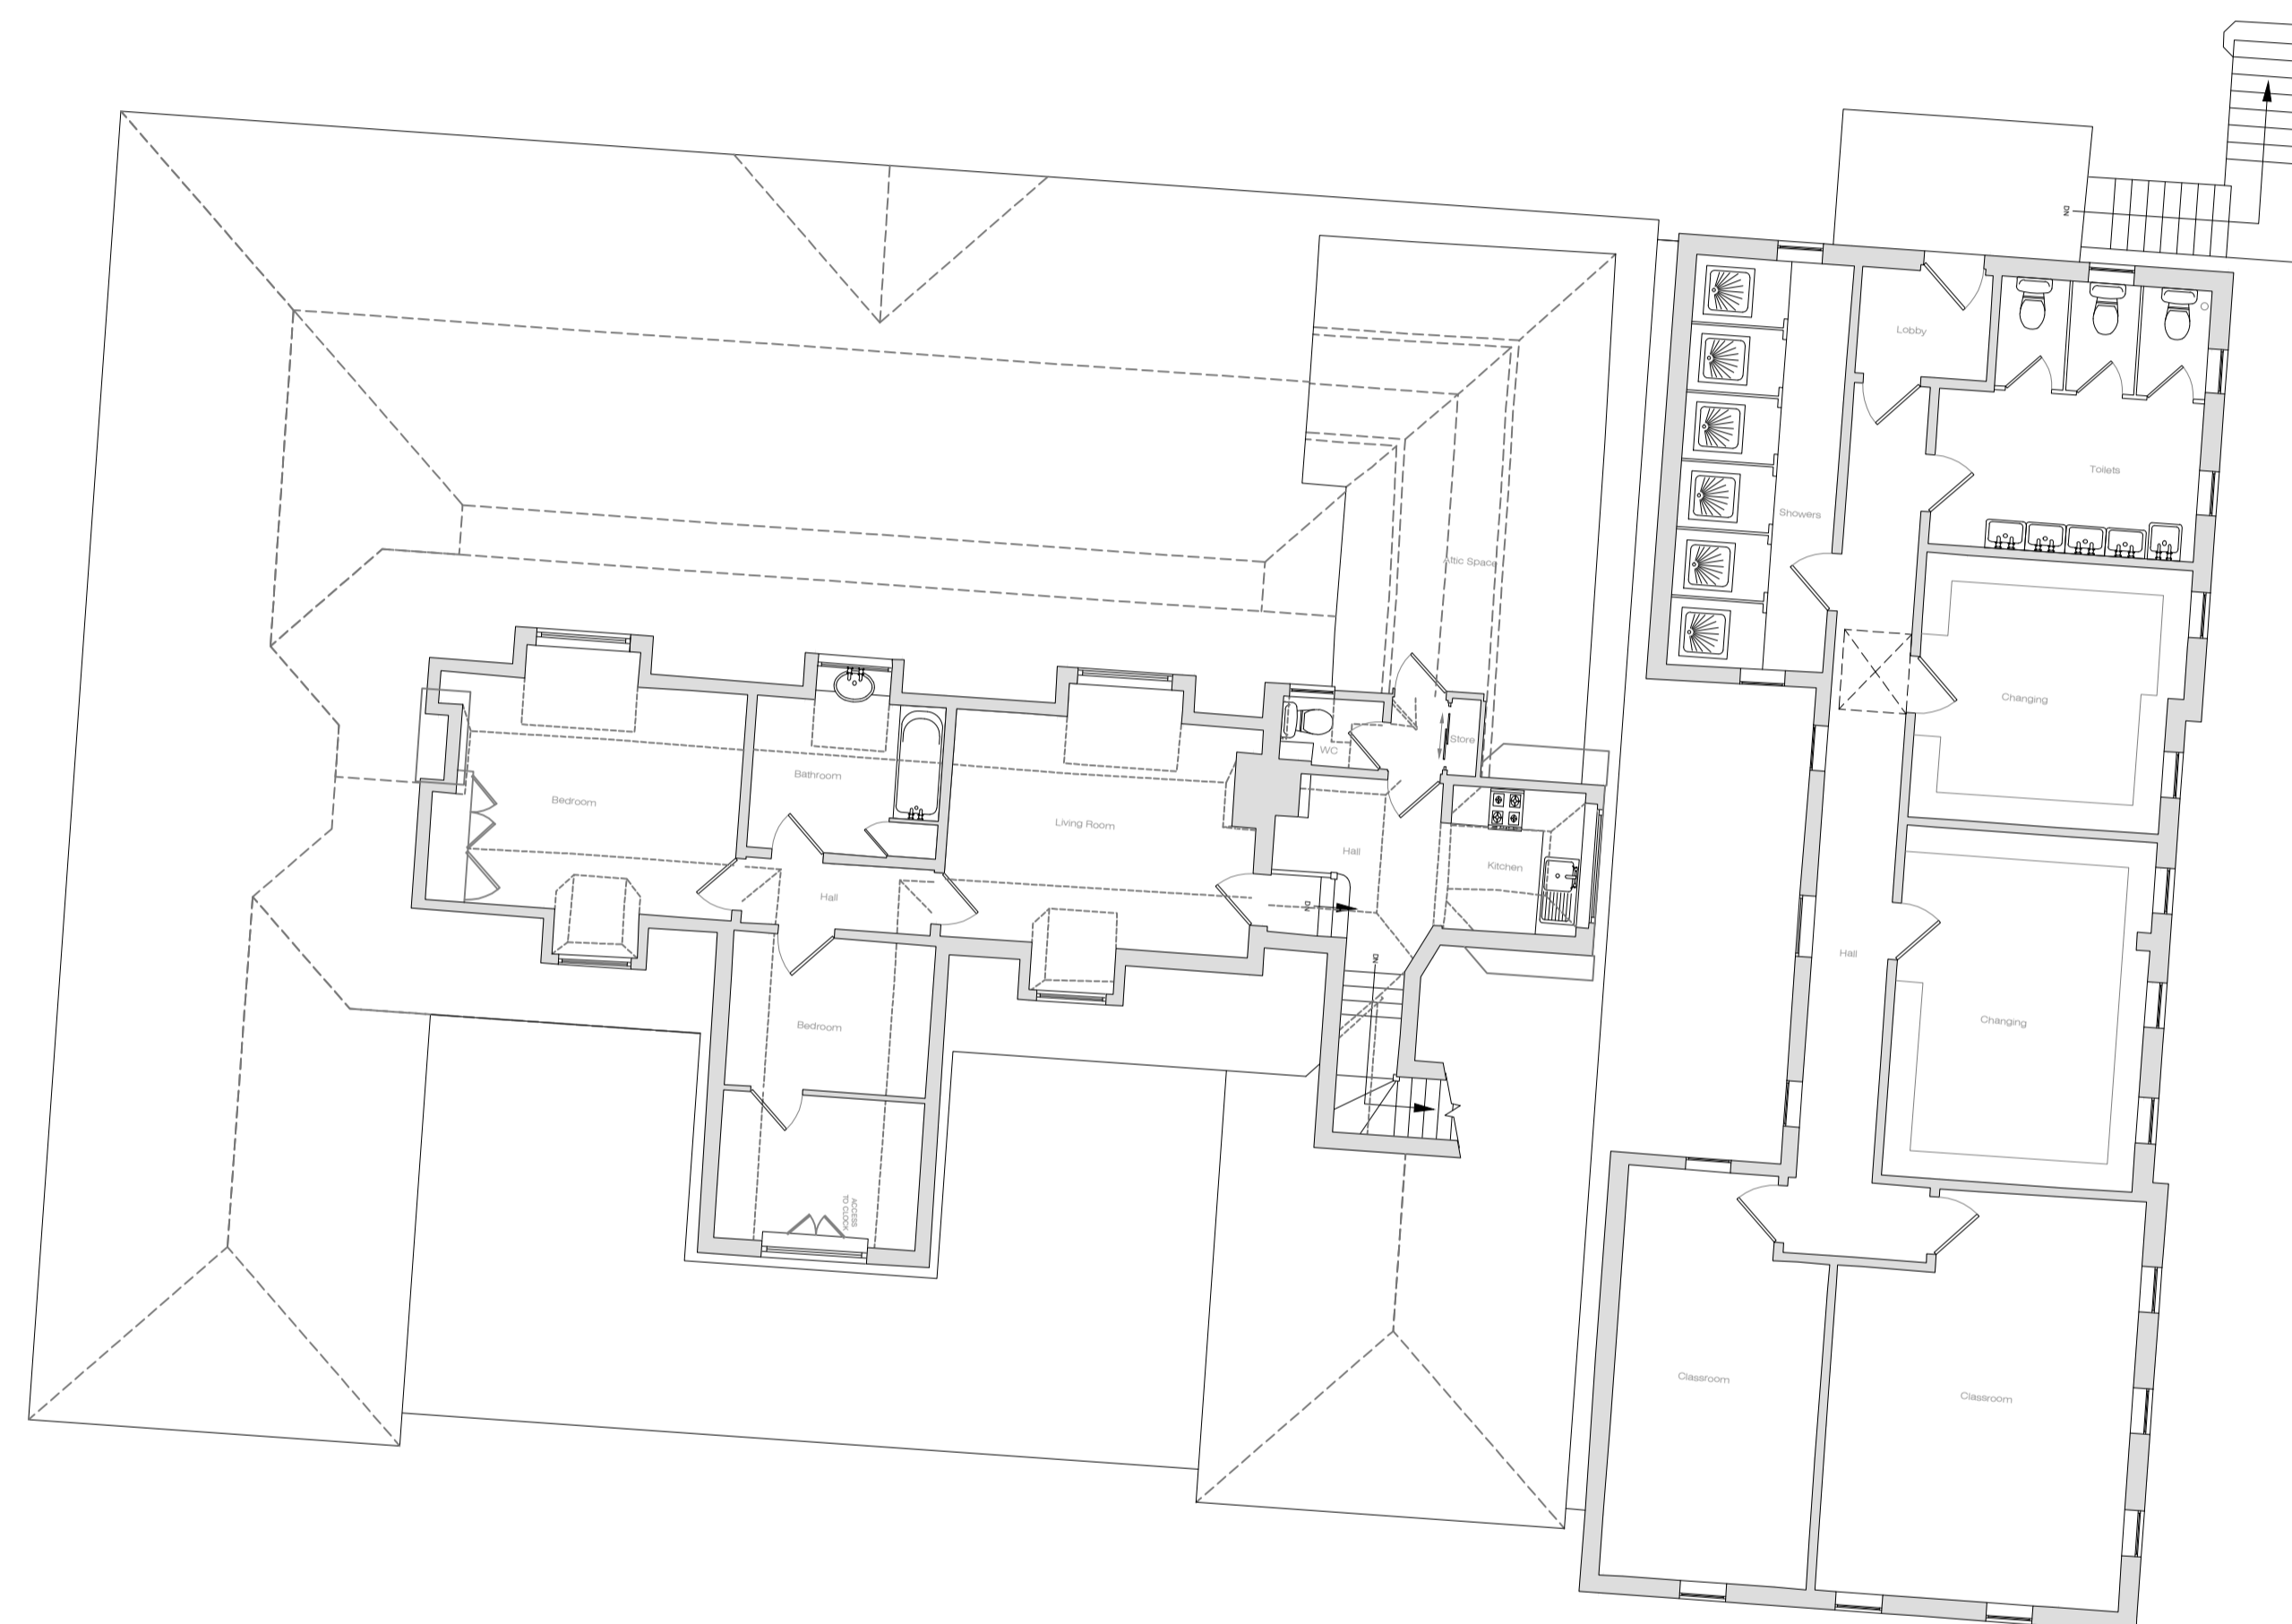 DN
Lobby
Toilets
Showers
Attic Space
Changing
Store
WC
Bathroom
Bedroom
Living Room
Hall
Kitchen
Hall
DN
Hall
DN
Changing
Bedroom
ACCESS
TO CLOCK
Classroom
Classroom